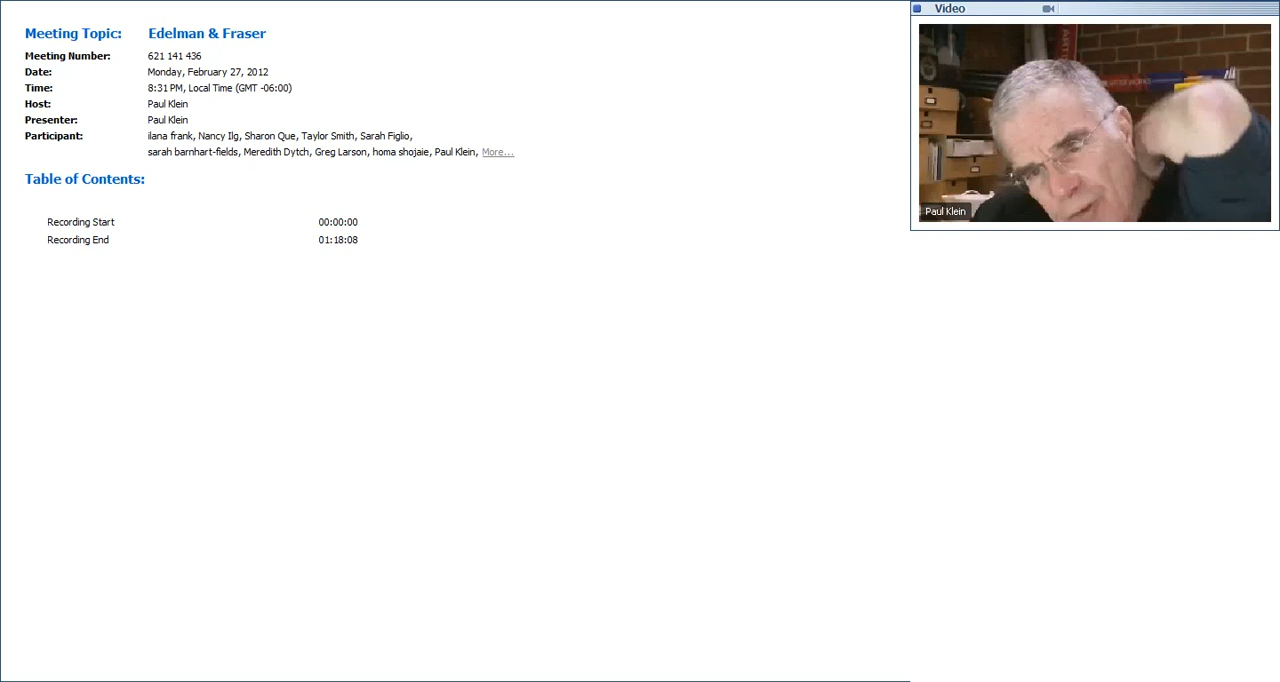 Meeting Topic: Edelman & Fraser
Meeting Number: 621 141 436
Date: Monday, February 27, 2012
Time: 8:31 PM, Local Time (GMT -06:00)
Host: Paul Klein
Presenter: Paul Klein
Participant: ilana frank, Nancy Ilg, Sharon Que, Taylor Smith, Sarah Figlio,
sarah barnhart-fields, Meredith Dytch, Greg Larson, homa shojaie, Paul Klein, More...
Table of Contents:
Recording Start 00:00:00
Recording End 01:18:08
Video
Paul Klein